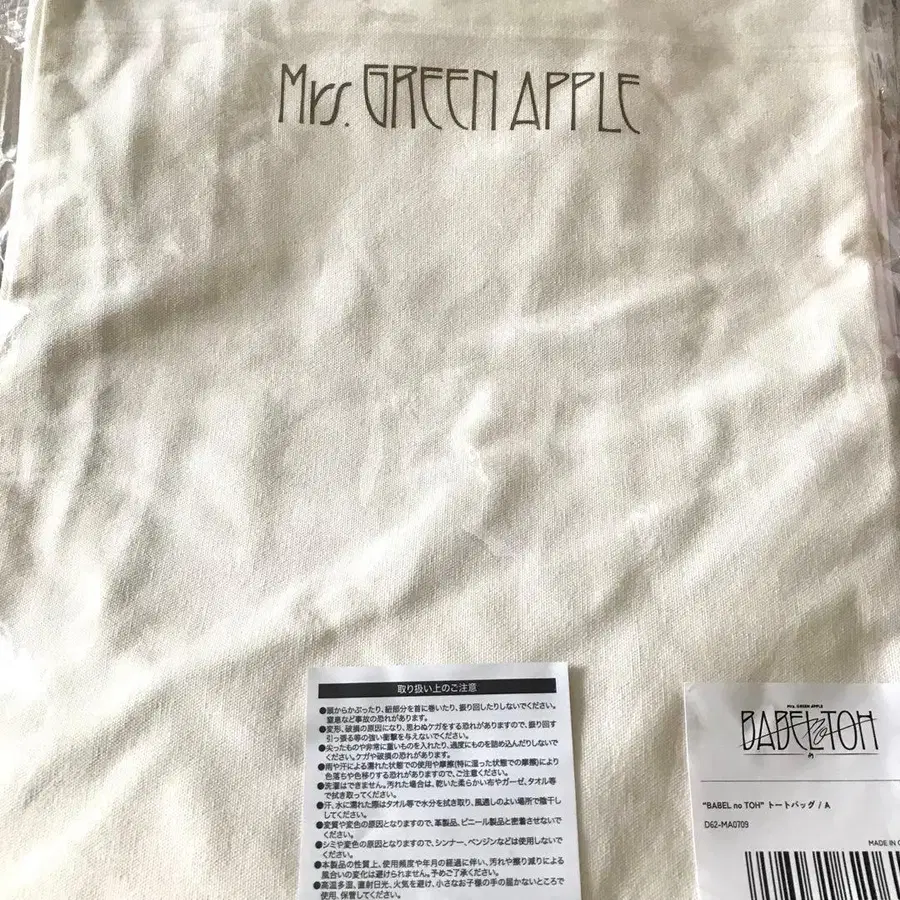 Mrs. GREEN APPLE
取り扱い上のご注意
●頭からかぶったり、紐部分を首に巻いたり、振り回したりしないでください。
窒息など事故の恐れがあります。
●変形、破損の原因になり、思わぬケガをする恐れがありますので、振り回す
引っ張る等の強い衝撃を与えないでください。
●尖ったものや非常に重いものを入れたり、過度にものを詰め込んだりしないで
ください。ケガや破損の恐れがあります。
●雨や汗による濡れた状態での使用や摩擦(特に湿った状態での摩擦)により
色落ちや色移りする恐れがありますので、ご注意ください。
●洗濯はできません。汚れた場合は、乾いた柔らかい布やガーゼ、タオル等
で拭き取ってください。
●汗、水に濡れた際はタオル等で水分を拭き取り、風通しのよい場所で陰干し
してください。
●変質や変色の原因となりますので、革製品、ビニール製品と密着させないで
ください。
●シミや変色の原因となりますので、シンナー、ベンジンなどは使用しないで
ください。
●本製品の性質上、使用頻度や年月の経過に伴い、汚れや擦り減りによる
風合いの変化は避けられません。予めご了承ください。
●高温多湿、直射日光、火気を避け、小さなお子様の手の届かないところで
使用、保管してください。
Mrs. GREEN APPLE
BABEL no TOH
"BABEL no TOH" トートバッグ / A
D62-MA0709
MADE IN